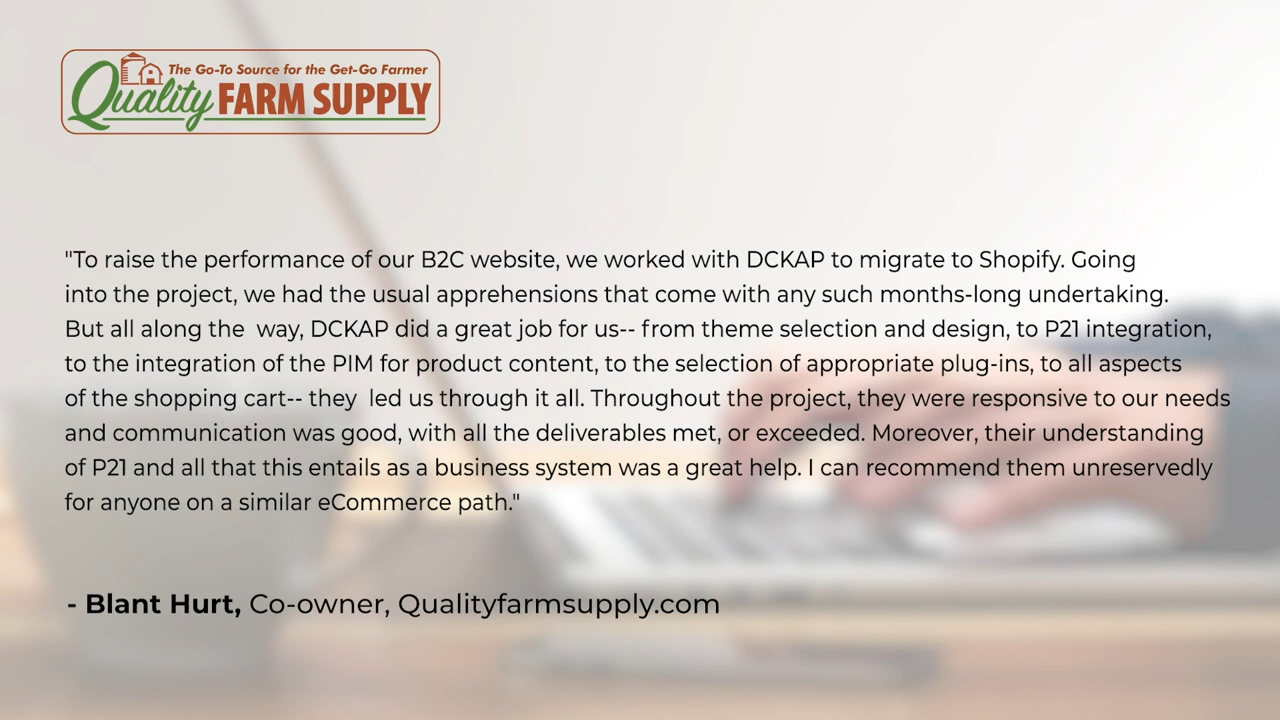 The Go-To Source for the Get-Go Farmer
Quality FARM SUPPLY
"To raise the performance of our B2C website, we worked with DCKAP to migrate to Shopify. Going
into the project, we had the usual apprehensions that come with any such months-long undertaking.
But all along the  way, DCKAP did a great job for us-- from theme selection and design, to P21 integration,
to the integration of the PIM for product content, to the selection of appropriate plug-ins, to all aspects
of the shopping cart-- they  led us through it all. Throughout the project, they were responsive to our needs
and communication was good, with all the deliverables met, or exceeded. Moreover, their understanding
of P21 and all that this entails as a business system was a great help. I can recommend them unreservedly
for anyone on a similar eCommerce path."
- Blant Hurt, Co-owner, Qualityfarmsupply.com